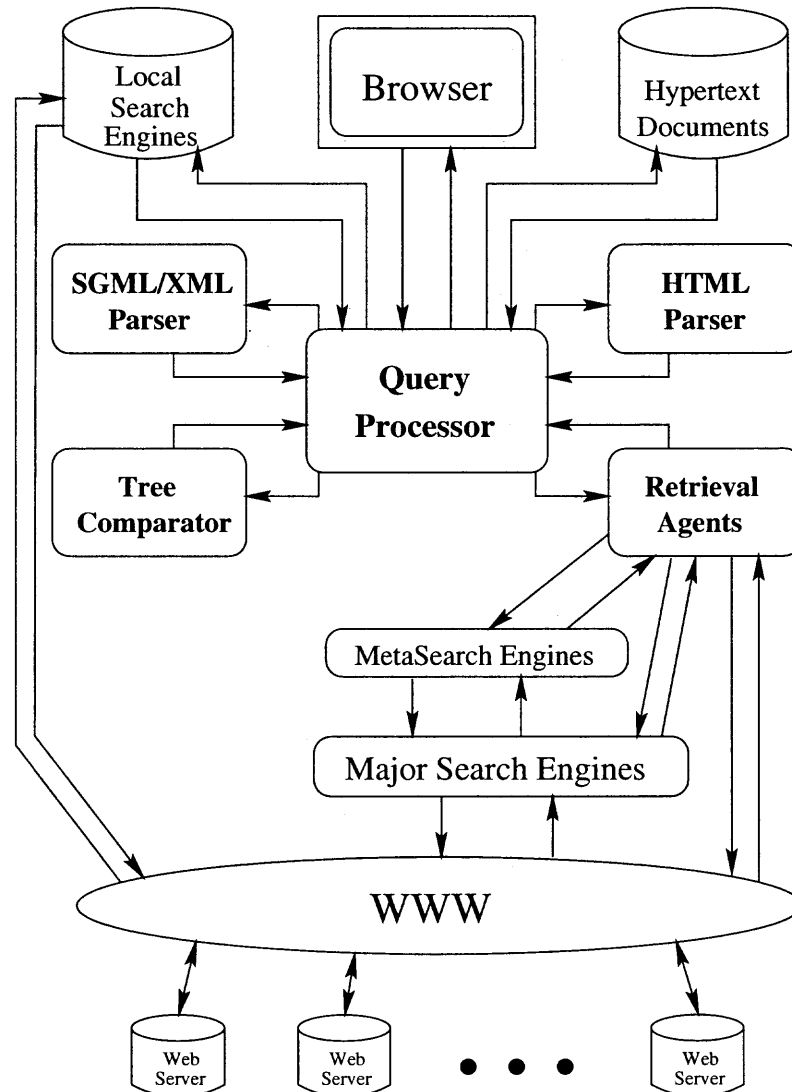 Local
Search
Engines
Browser
Hypertext
Documents
SGML/XML
Parser
HTML
Parser
Query
Processor
Tree
Comparator
Retrieval
Agents
MetaSearch Engines
Major Search Engines
WWW
Web
Server
Web
Server
Web
Server